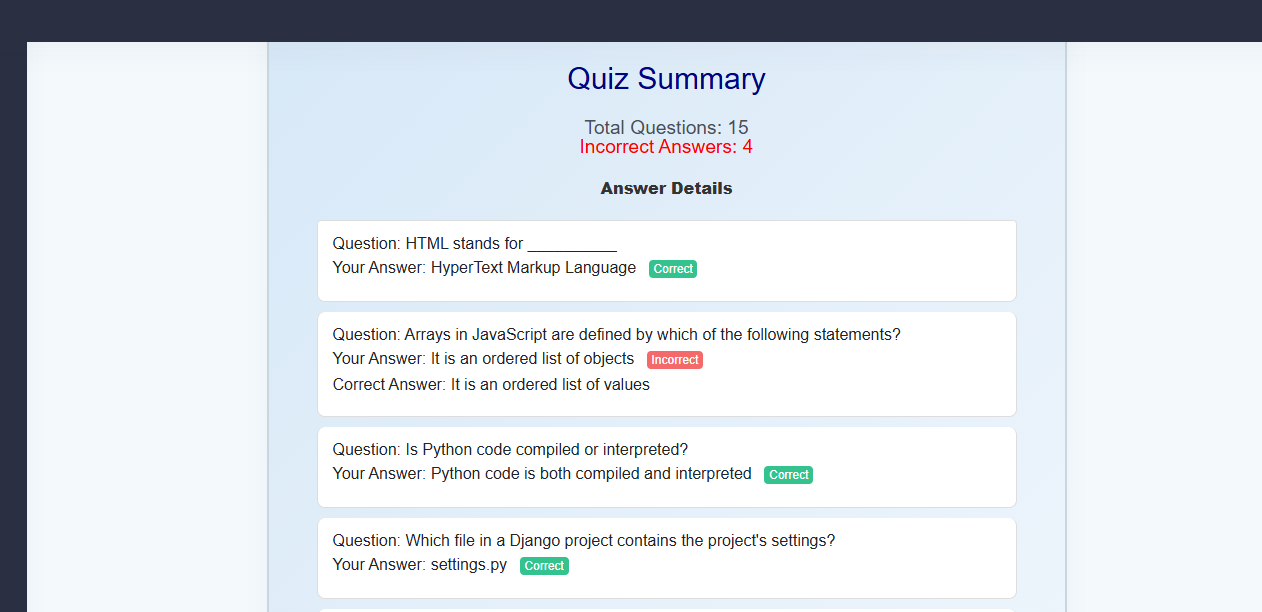 Quiz Summary
Total Questions: 15
Incorrect Answers: 4
Answer Details
Question: HTML stands for __________
Your Answer: HyperText Markup Language Correct
Question: Arrays in JavaScript are defined by which of the following statements?
Your Answer: It is an ordered list of objects Incorrect
Correct Answer: It is an ordered list of values
Question: Is Python code compiled or interpreted?
Your Answer: Python code is both compiled and interpreted Correct
Question: Which file in a Django project contains the project's settings?
Your Answer: settings.py Correct